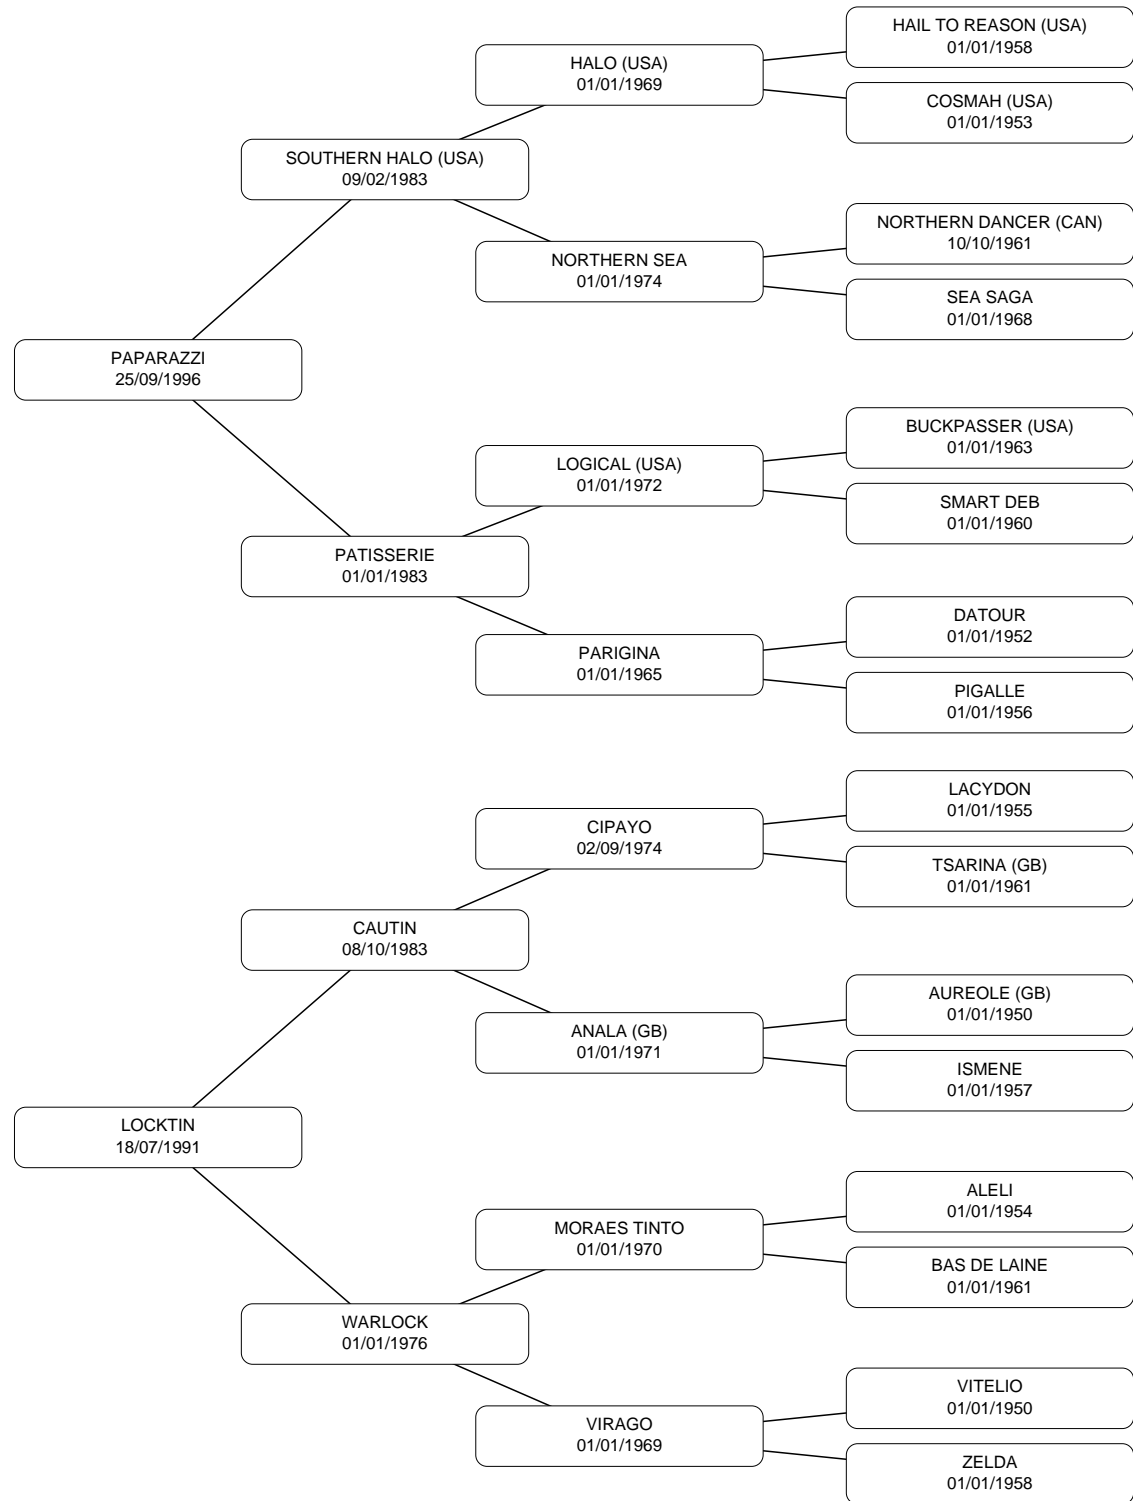 HAIL TO REASON (USA)
01/01/1958
HALO (USA)
01/01/1969
COSMAH (USA)
01/01/1953
SOUTHERN HALO (USA)
09/02/1983
NORTHERN DANCER (CAN)
10/10/1961
NORTHERN SEA
01/01/1974
SEA SAGA
01/01/1968
PAPARAZZI
25/09/1996
BUCKPASSER (USA)
01/01/1963
LOGICAL (USA)
01/01/1972
SMART DEB
01/01/1960
PATISSERIE
01/01/1983
DATOUR
01/01/1952
PARIGINA
01/01/1965
PIGALLE
01/01/1956
LACYDON
01/01/1955
CIPAYO
02/09/1974
TSARINA (GB)
01/01/1961
CAUTIN
08/10/1983
AUREOLE (GB)
01/01/1950
ANALA (GB)
01/01/1971
ISMENE
01/01/1957
LOCKTIN
18/07/1991
ALELI
01/01/1954
MORAES TINTO
01/01/1970
BAS DE LAINE
01/01/1961
WARLOCK
01/01/1976
VITELIO
01/01/1950
VIRAGO
01/01/1969
ZELDA
01/01/1958